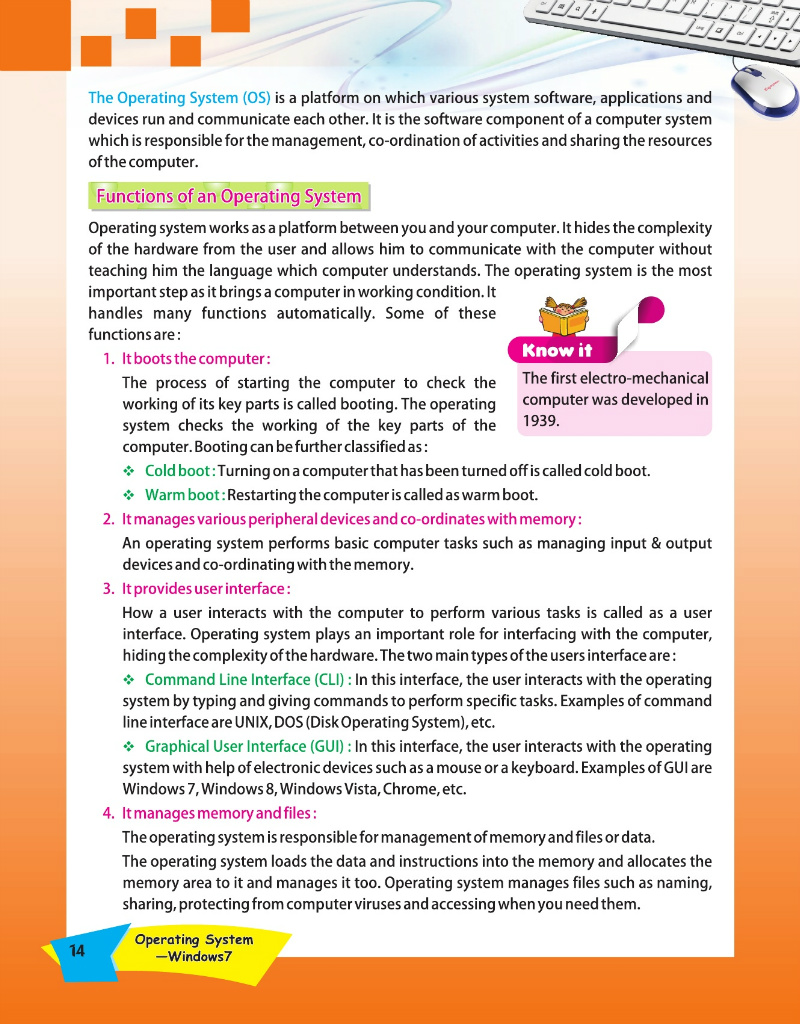 The Operating System (OS) is a platform on which various system software, applications and
devices run and communicate each other. It is the software component of a computer system
which is responsible for the management, co-ordination of activities and sharing the resources
of the computer.
Functions of an Operating System
Operating system works as a platform between you and your computer. It hides the complexity
of the hardware from the user and allows him to communicate with the computer without
teaching him the language which computer understands. The operating system is the most
important step as it brings a computer in working condition. It
handles many functions automatically. Some of these
functions are :
Know it
The first electro-mechanical
computer was developed in
1939.
1. It boots the computer :
The process of starting the computer to check the
working of its key parts is called booting. The operating
system checks the working of the key parts of the
computer. Booting can be further classified as :
❖ Cold boot : Turning on a computer that has been turned off is called cold boot.
❖ Warm boot : Restarting the computer is called as warm boot.
2. It manages various peripheral devices and co-ordinates with memory :
An operating system performs basic computer tasks such as managing input & output
devices and co-ordinating with the memory.
3. It provides user interface :
How a user interacts with the computer to perform various tasks is called as a user
interface. Operating system plays an important role for interfacing with the computer,
hiding the complexity of the hardware. The two main types of the users interface are :
❖ Command Line Interface (CLI) : In this interface, the user interacts with the operating
system by typing and giving commands to perform specific tasks. Examples of command
line interface are UNIX, DOS (Disk Operating System), etc.
❖ Graphical User Interface (GUI) : In this interface, the user interacts with the operating
system with help of electronic devices such as a mouse or a keyboard. Examples of GUI are
Windows 7, Windows 8, Windows Vista, Chrome, etc.
4. It manages memory and files :
The operating system is responsible for management of memory and files or data.
The operating system loads the data and instructions into the memory and allocates the
memory area to it and manages it too. Operating system manages files such as naming,
sharing, protecting from computer viruses and accessing when you need them.
14
Operating System
—Windows7